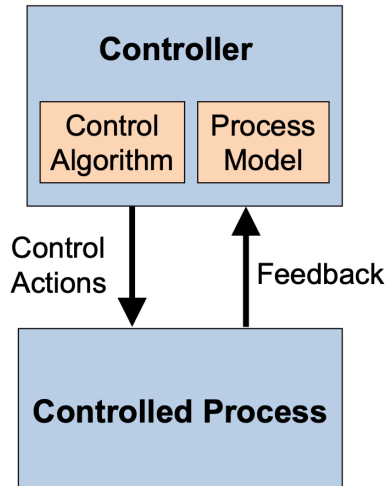 Controller
Control
Algorithm
Process
Model
Control
Actions
Feedback
Controlled Process